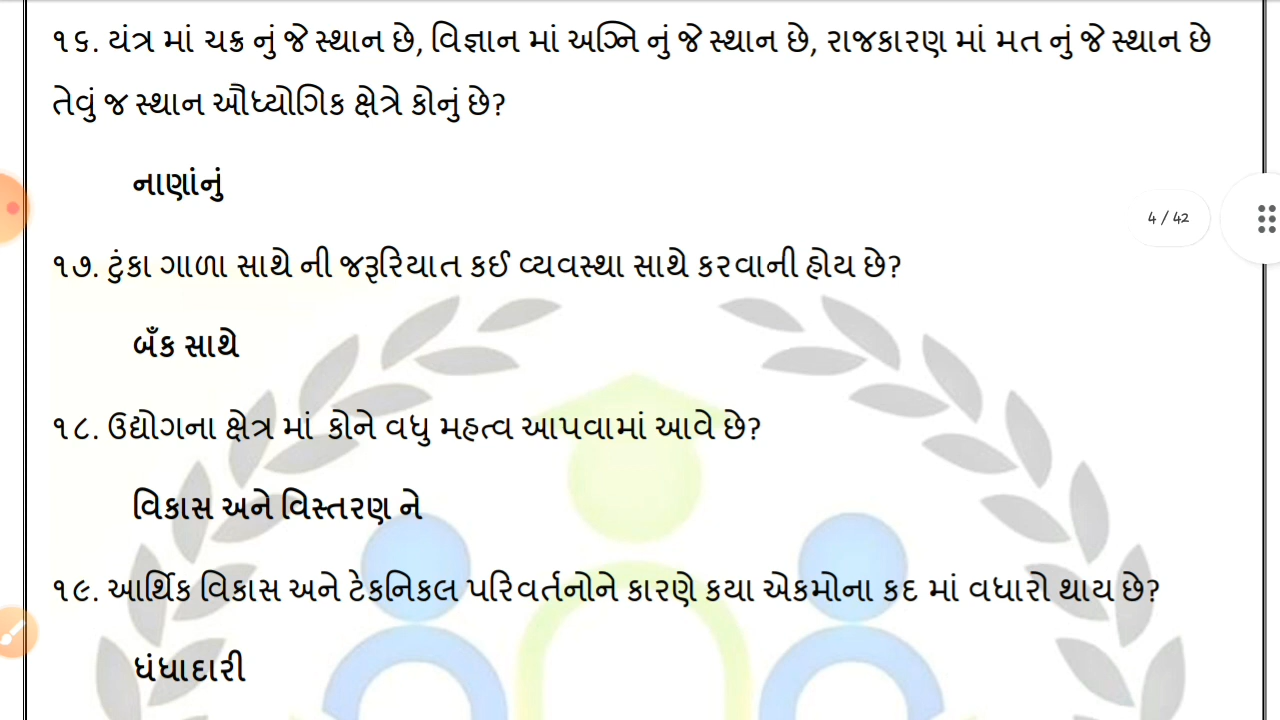 ૧૬. યંત્ર માં ચક્ર નું જે સ્થાન છે, વિજ્ઞાન માં અગ્નિ નું જે સ્થાન છે, રાજકારણ માં મત નું જે સ્થાન છે
તેવું જ સ્થાન ઔધ્યોગિક ક્ષેત્રે કોનું છે?
નાણાંનું
4 / 42
૧૭. ટુંકા ગાળા સાથે ની જરૂરિયાત કઈ વ્યવસ્થા સાથે કરવાની હોય છે?
બઁક સાથે
૧૮. ઉદ્યોગના ક્ષેત્ર માં કોને વધુ મહત્વ આપવામાં આવે છે?
વિકાસ અને વિસ્તરણ ને
૧૯. આર્થિક વિકાસ અને ટેકનિકલ પરિવર્તનોને કારણે કયા એકમોના કદ માં વધારો થાય છે?
ધંધાદારી